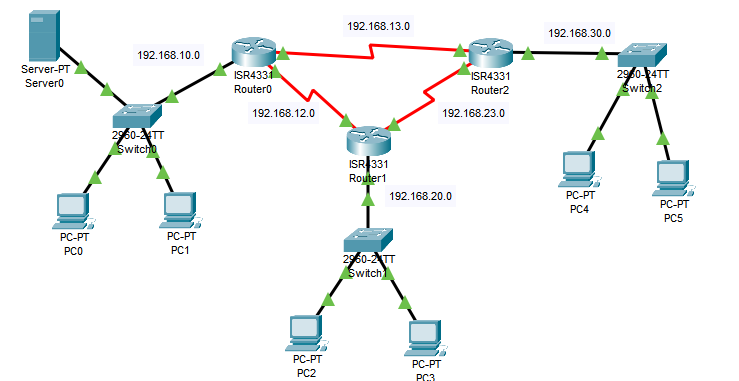 192.168.13.0
192.168.30.0
192.168.10.0
Server-PT
Server0
ISR4331
Router0
ISR4331
Router2
2960-24TT
Switch2
192.168.12.0
192.168.23.0
2960-24TT
Switch0
ISR4331
Router1
192.168.20.0
PC-PT
PC4
PC-PT
PC5
PC-PT
PC0
PC-PT
PC1
2960-24TT
Switch1
PC-PT
PC2
PC-PT
PC3